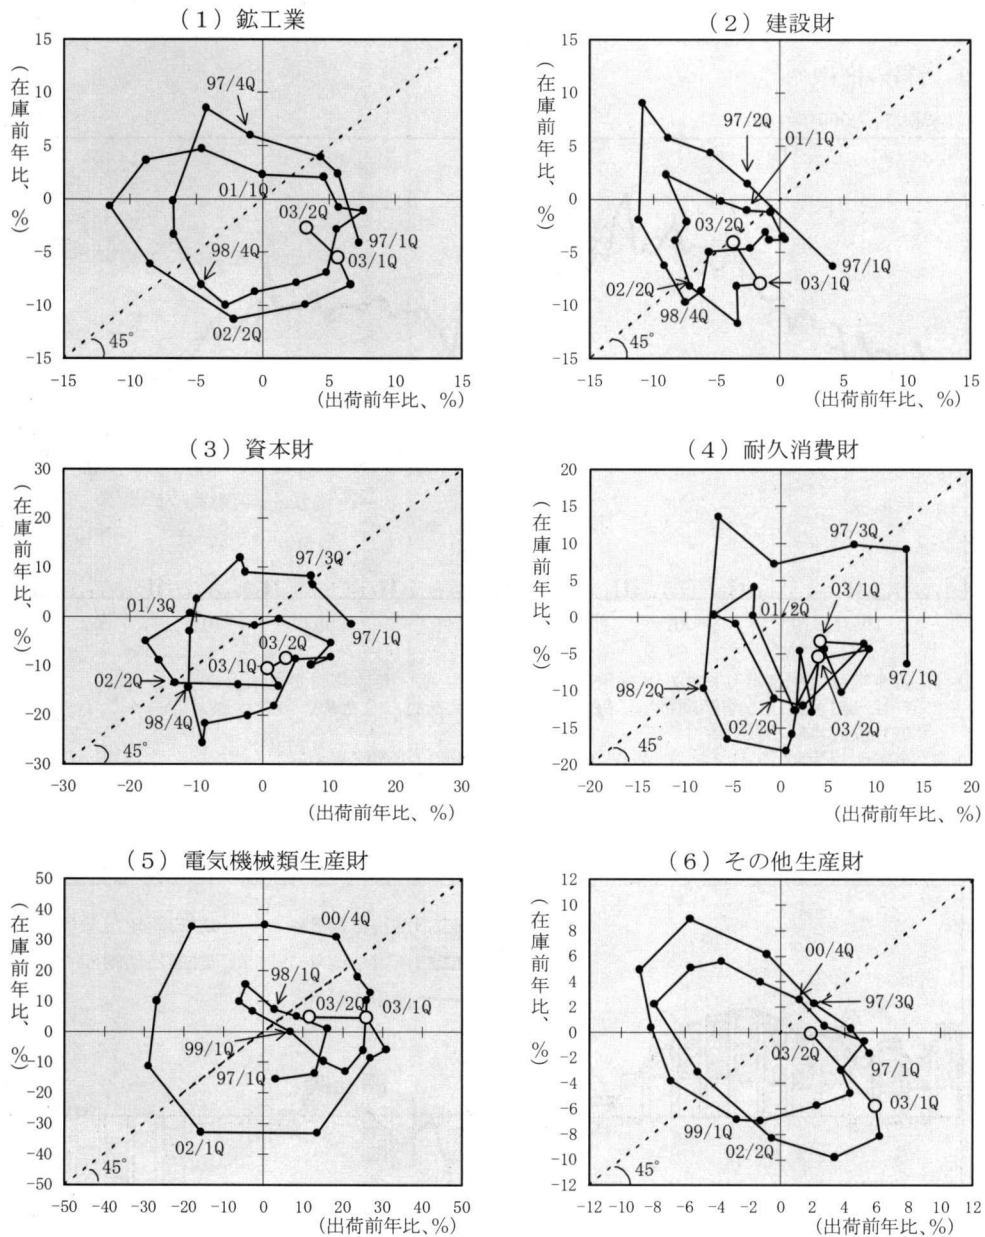 (1) 鉱工業
(在庫前年比、%)
15
10
5
0
-5
-10
-15
97/4Q
01/1Q
03/2Q
97/1Q
03/1Q
98/4Q
02/2Q
45°
-15 -10 -5 0 5 10 15
(出荷前年比、%)
(2) 建設財
(在庫前年比、%)
15
10
5
0
-5
-10
-15
97/2Q
01/1Q
03/2Q
97/1Q
02/2Q
03/1Q
98/4Q
45°
-15 -10 -5 0 5 10 15
(出荷前年比、%)
(3) 資本財
(在庫前年比、%)
30
20
10
0
-10
-20
-30
97/3Q
01/3Q
97/1Q
03/2Q
03/1Q
02/2Q
98/4Q
45°
-30 -20 -10 0 10 20 30
(出荷前年比、%)
(4) 耐久消費財
(在庫前年比、%)
20
15
10
5
0
-5
-10
-15
-20
97/3Q
03/1Q
01/2Q
97/1Q
98/2Q
02/2Q
03/2Q
45°
-20 -15 -10 -5 0 5 10 15 20
(出荷前年比、%)
(5) 電気機械類生産財
(在庫前年比、%)
50
40
30
20
10
0
-10
-20
-30
-40
-50
00/4Q
98/1Q
03/2Q
03/1Q
99/1Q
97/1Q
02/1Q
45°
-50 -40 -30 -20 -10 0 10 20 30 40 50
(出荷前年比、%)
(6) その他生産財
(在庫前年比、%)
12
10
8
6
4
2
0
-2
-4
-6
-8
-10
-12
00/4Q
97/3Q
03/2Q
97/1Q
03/1Q
99/1Q
02/2Q
45°
-12 -10 -8 -6 -4 -2 0 2 4 6 8 10 12
(出荷前年比、%)